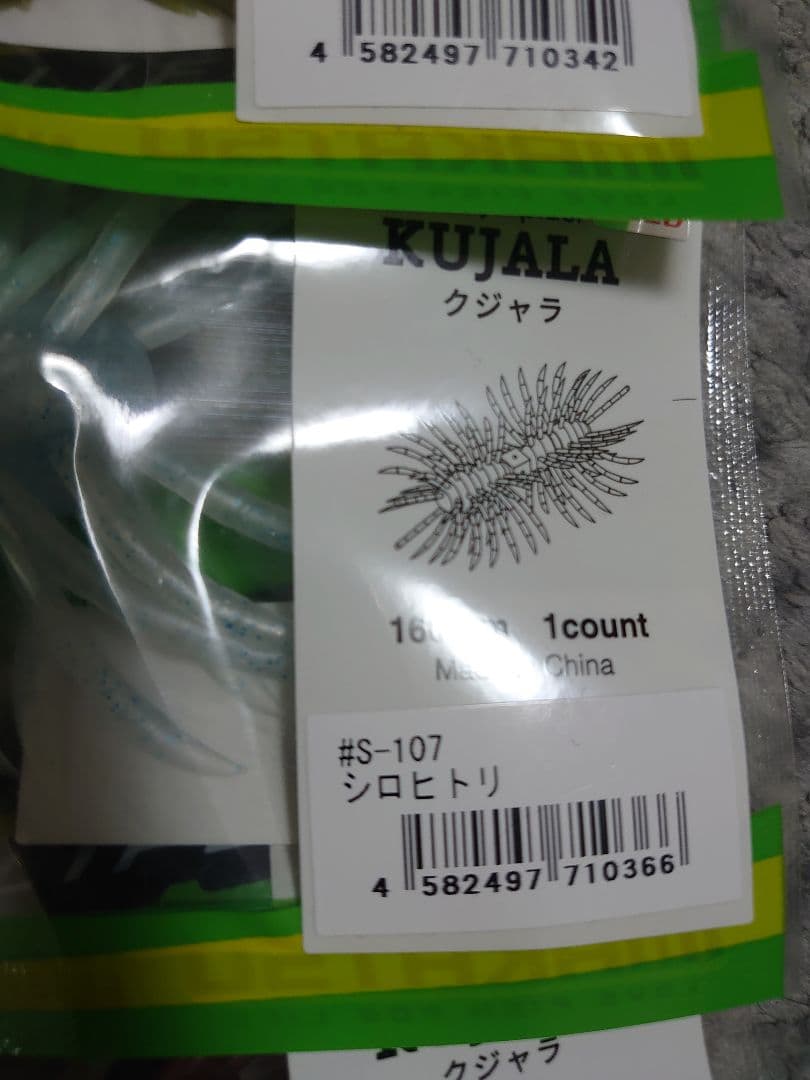 4 582497 710342
KUJALA
クジャラ
1count
China
#S-107
シロヒトリ
4 582497 710366
クジャラ